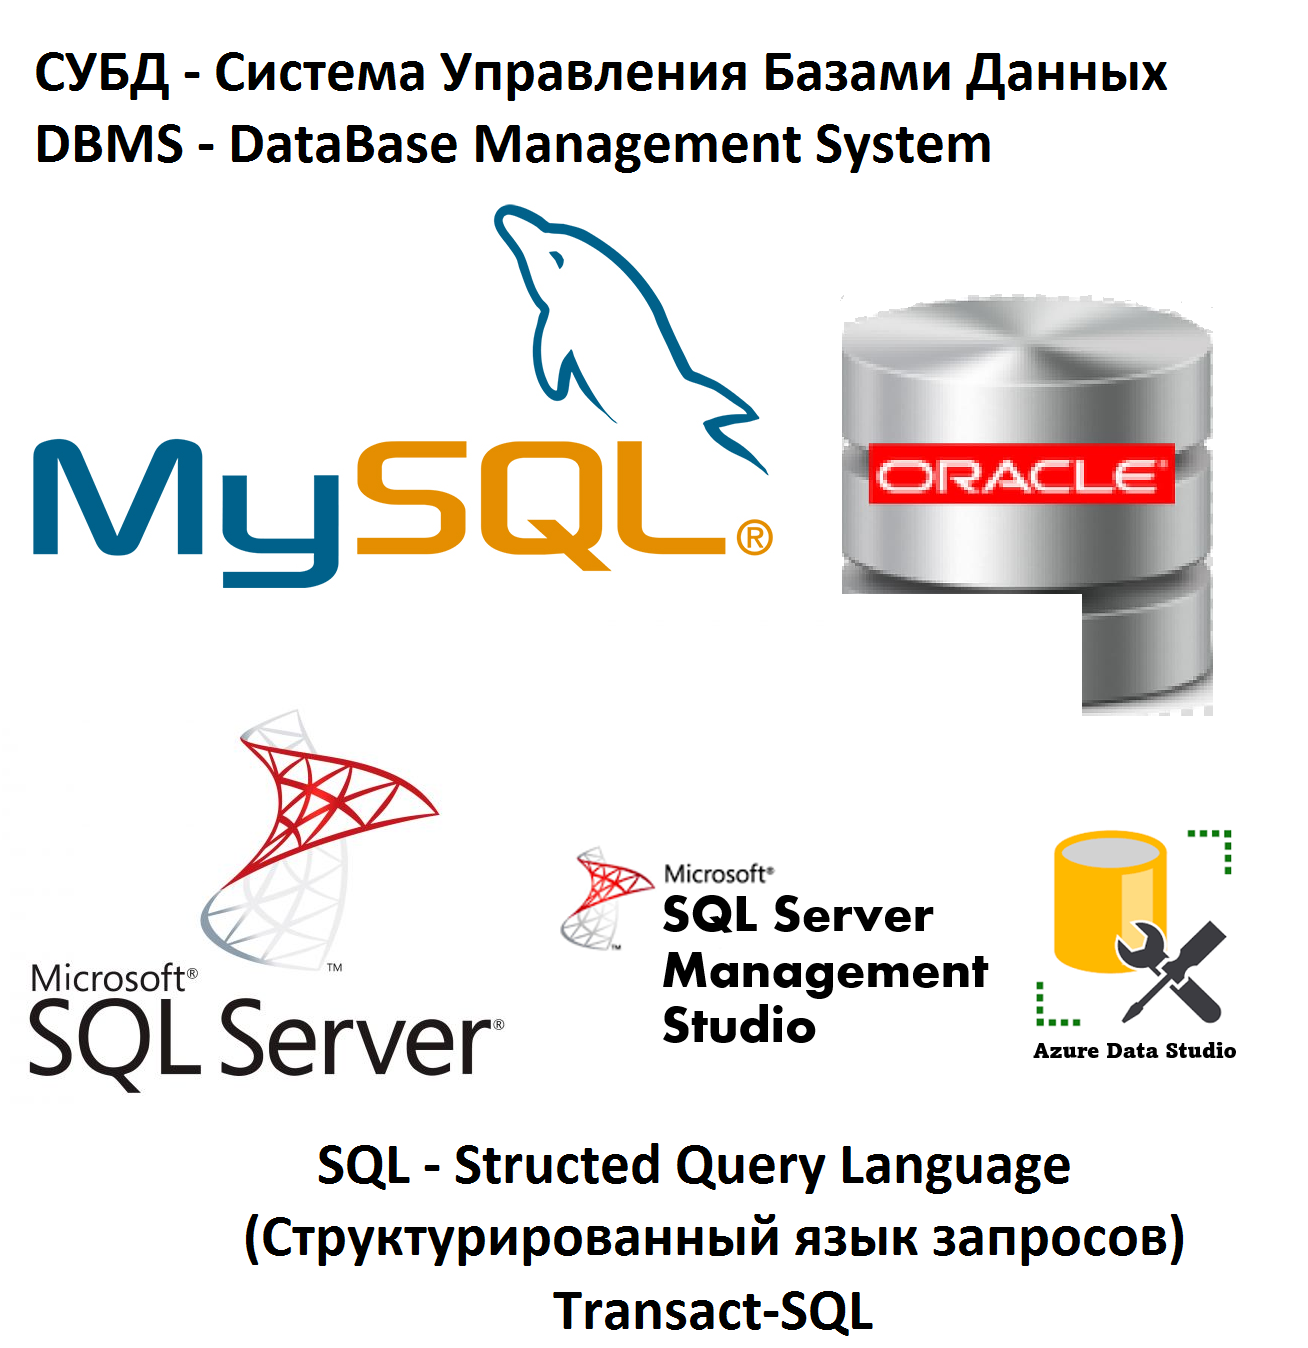 СУБД - Система Управления Базами Данных
DBMS - DataBase Management System
MySQL®
ORACLE®
Microsoft®
SQL Server®
TM
Microsoft®
SQL Server
Management
Studio
TM
Azure Data Studio
SQL - Structed Query Language
(Структурированный язык запросов)
Transact-SQL